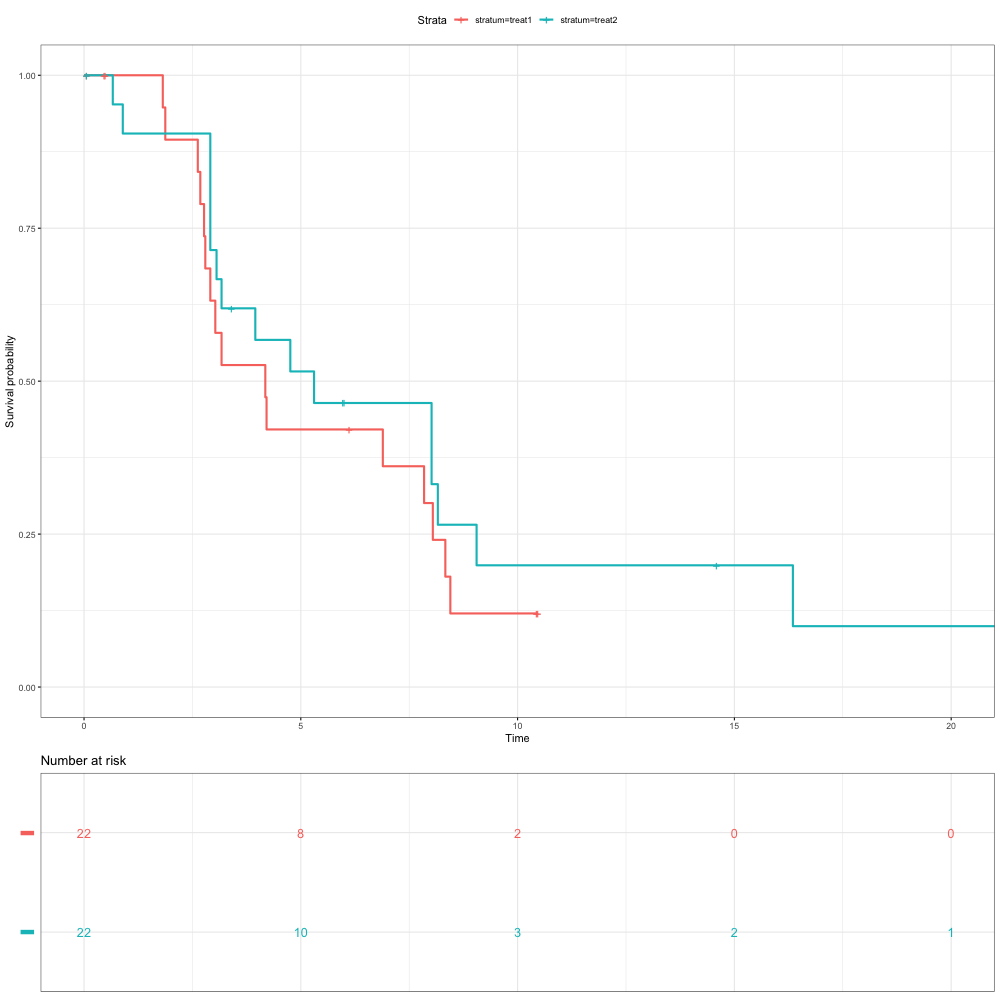 Strata stratum=treat1 stratum=treat2
1.00
0.75
0.50
0.25
0.00
Survival probability
0 5 10 15 20
Time
Number at risk
22 8 2 0 0
22 10 3 2 1